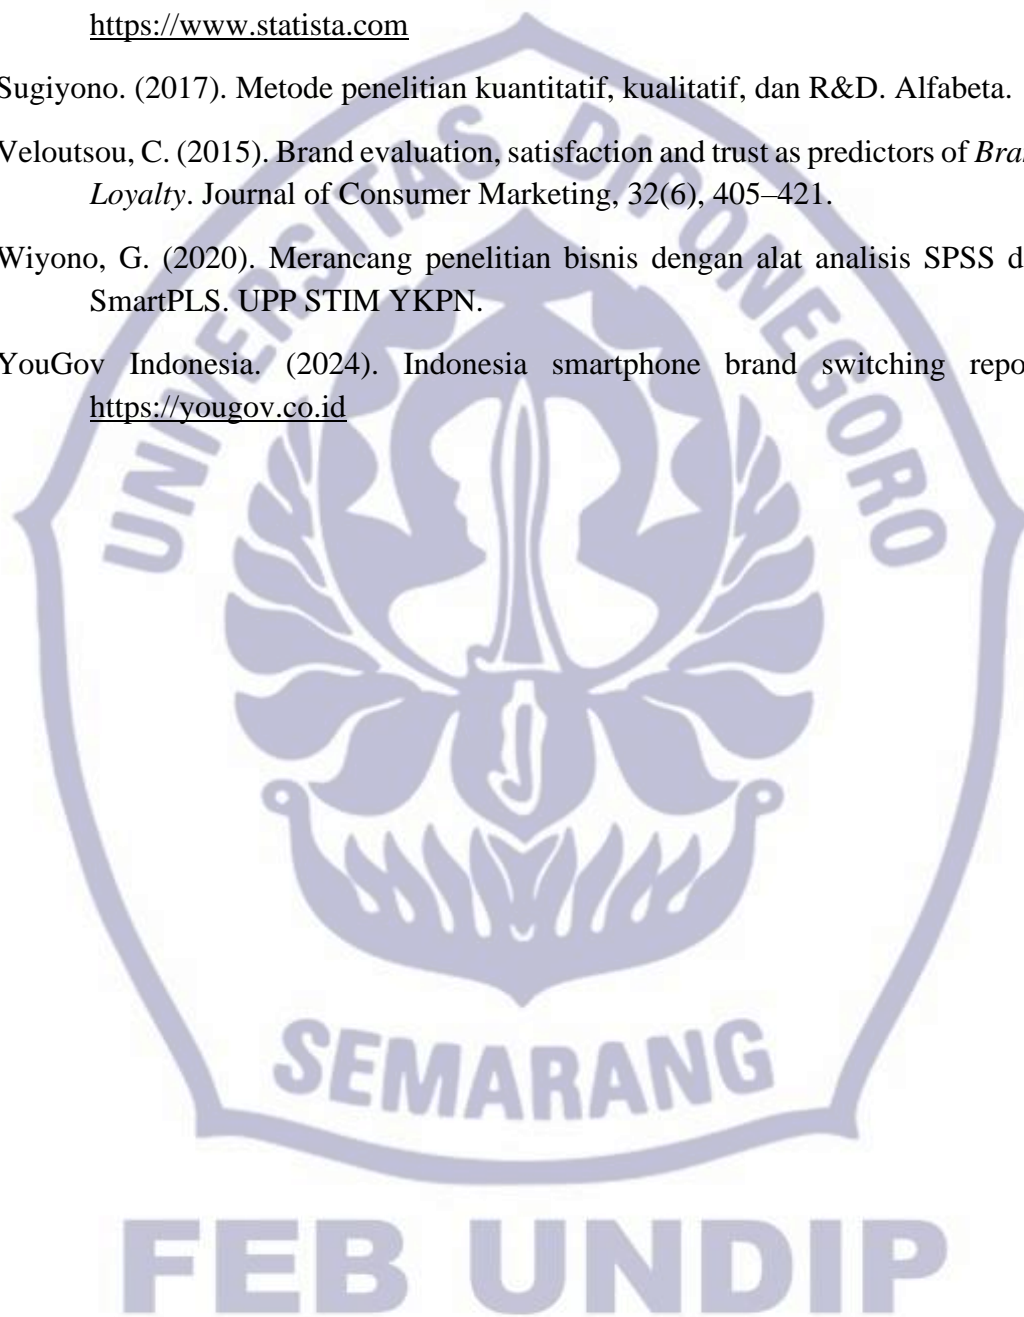 https://www.statista.com
Sugiyono. (2017). Metode penelitian kuantitatif, kualitatif, dan R&D. Alfabeta.
Veloutsou, C. (2015). Brand evaluation, satisfaction and trust as predictors of
Loyalty. Journal of Consumer Marketing, 32(6), 405–421.
Wiyono, G. (2020). Merancang penelitian bisnis dengan alat analisis SPSS
SmartPLS. UPP STIM YKPN.
YouGov Indonesia. (2024). Indonesia smartphone brand switching
https://yougov.co.id
UNIVERSITAS DIPONEGORO
SEMARANG
FEB UNDIP